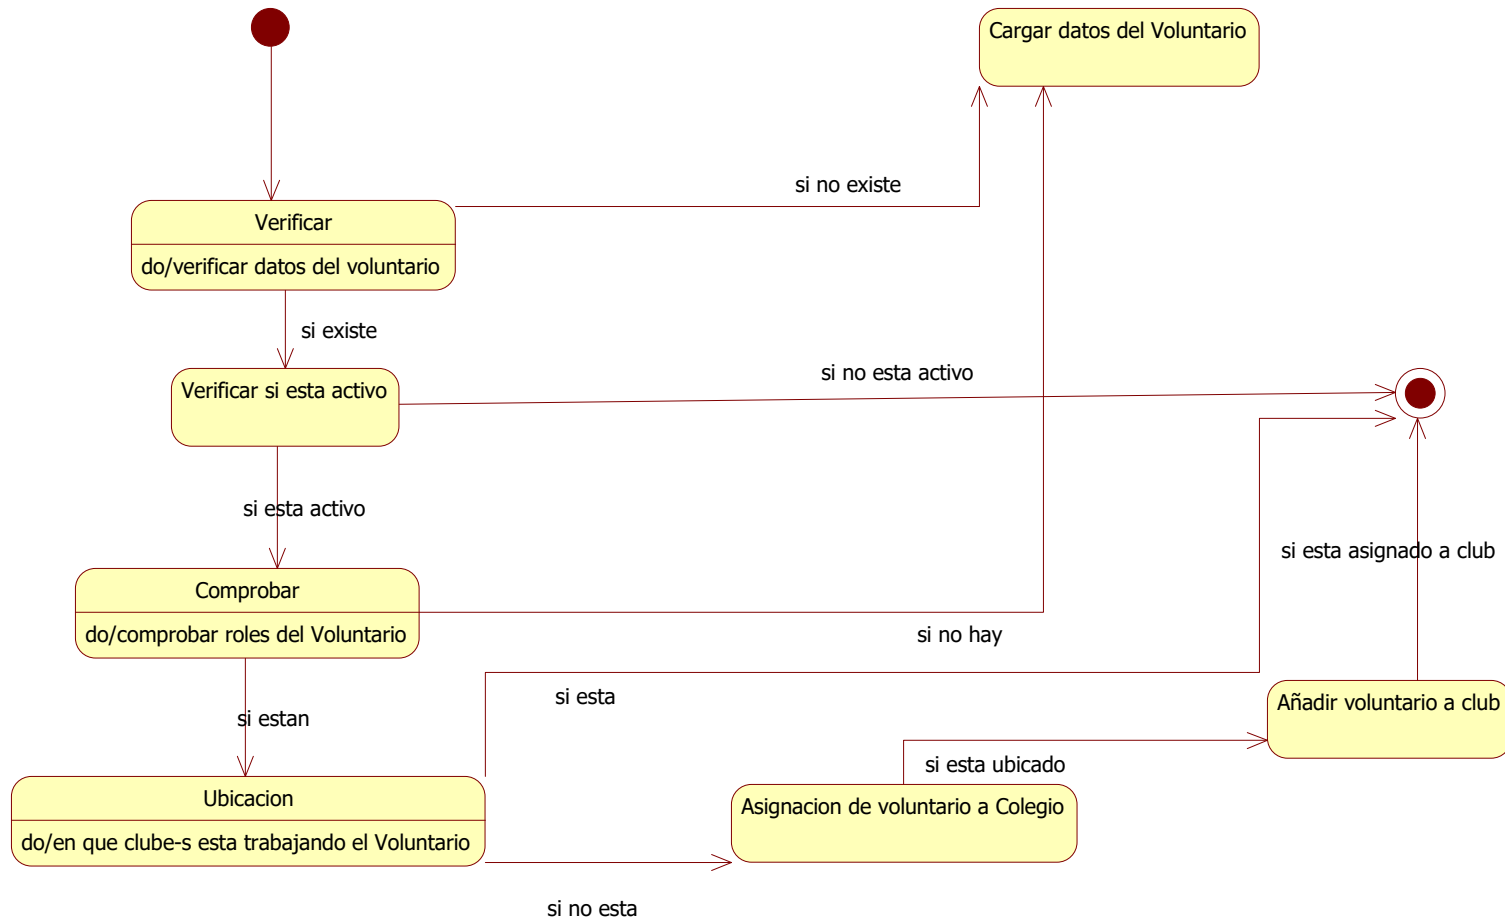 Cargar datos del Voluntario
si no existe
Verificar
do/verificar datos del voluntario
si existe
Verificar si esta activo
si no esta activo
si esta activo
si esta asignado a club
Comprobar
do/comprobar roles del Voluntario
si no hay
si esta
Añadir voluntario a club
si estan
si esta ubicado
Ubicacion
do/en que clube-s esta trabajando el Voluntario
Asignacion de voluntario a Colegio
si no esta